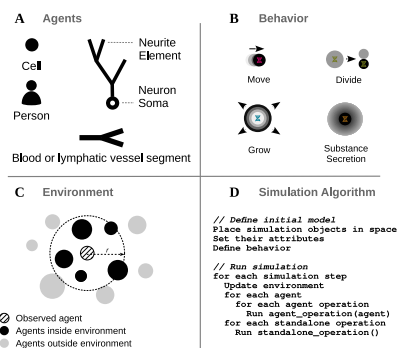 A Agents
Neurite
Element
Cell
Neuron
Soma
Person
Blood or lymphatic vessel segment
B Behavior
Move
Divide
Grow
Substance
Secretion
C Environment
r
Observed agent
Agents inside environment
Agents outside environment
D Simulation Algorithm
// Define initial model
Place simulation objects in space
Set their attributes
Define behavior
// Run simulation
for each simulation step
Update environment
for each agent
for each agent operation
Run agent_operation(agent)
for each standalone operation
Run standalone_operation()